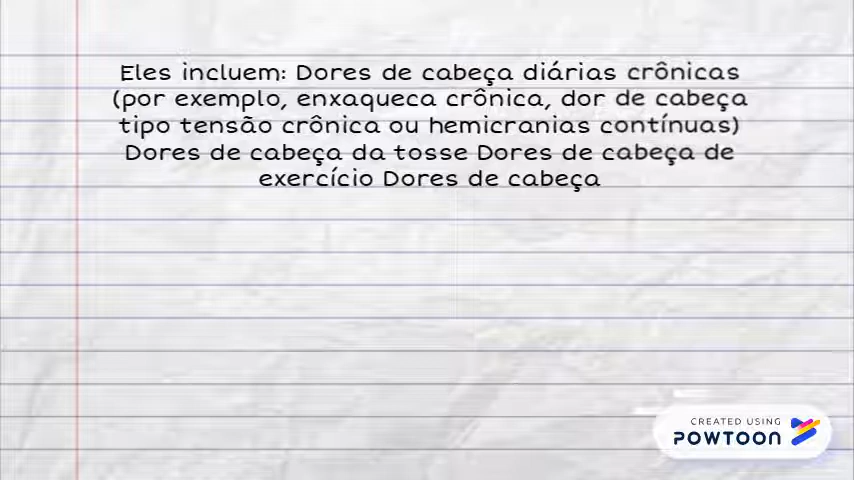 Eles incluem: Dores de cabeça diárias crônicas
(por exemplo, enxaqueca crônica, dor de cabeça
tipo tensão crônica ou hemicranias contínuas)
Dores de cabeça da tosse Dores de cabeça de
exercício Dores de cabeça
CREATED USING
POWTOON